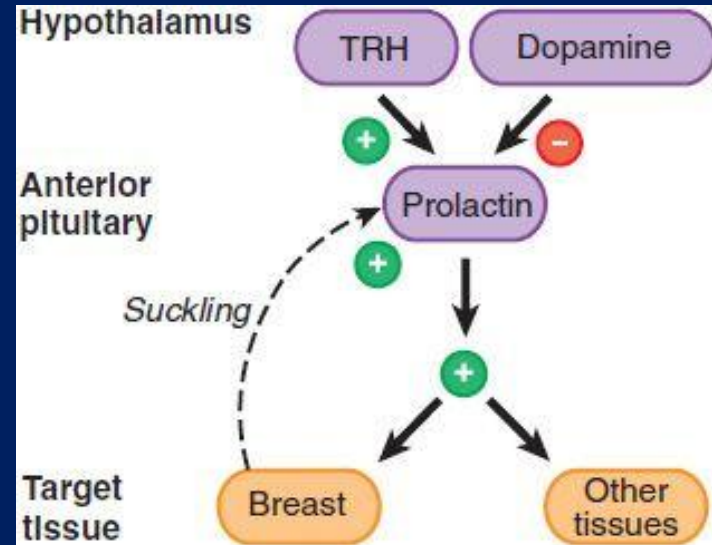 Hypothalamus
TRH
Dopamine
+
−
Anterior
pituitary
Prolactin
+
Suckling
+
Target
tissue
Breast
Other
tissues